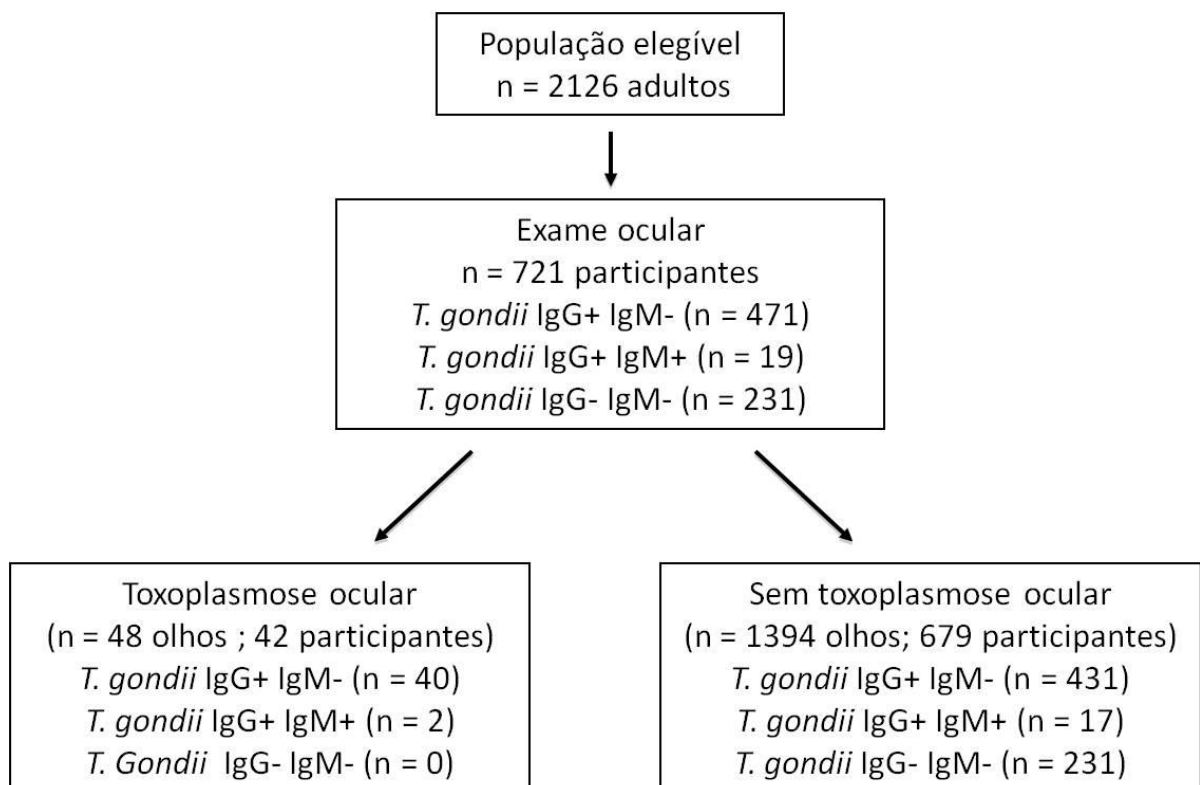 População elegível
n = 2126 adultos
Exame ocular
n = 721 participantes
T. gondii IgG+ IgM- (n = 471)
T. gondii IgG+ IgM+ (n = 19)
T. gondii IgG- IgM- (n = 231)
Toxoplasmose ocular
(n = 48 olhos ; 42 participantes)
T. gondii IgG+ IgM- (n = 40)
T. gondii IgG+ IgM+ (n = 2)
T. Gondii IgG- IgM- (n = 0)
Sem toxoplasmose ocular
(n = 1394 olhos; 679 participantes)
T. gondii IgG+ IgM- (n = 431)
T. gondii IgG+ IgM+ (n = 17)
T. gondii IgG- IgM- (n = 231)